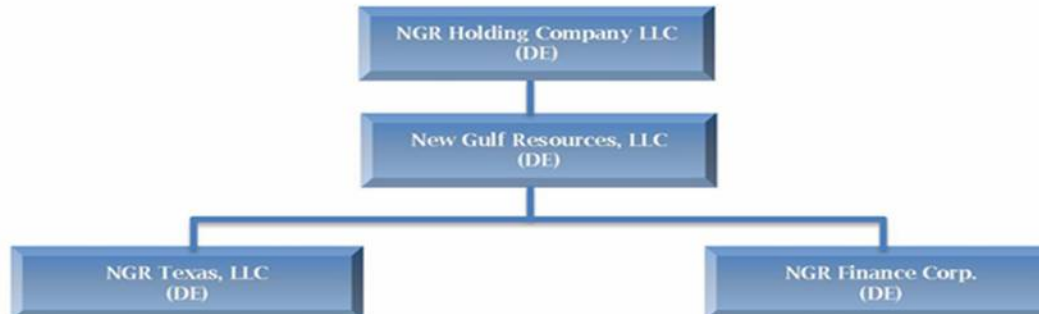 NGR Holding Company LLC
(DE)
New Gulf Resources, LLC
(DE)
NGR Texas, LLC
(DE)
NGR Finance Corp.
(DE)